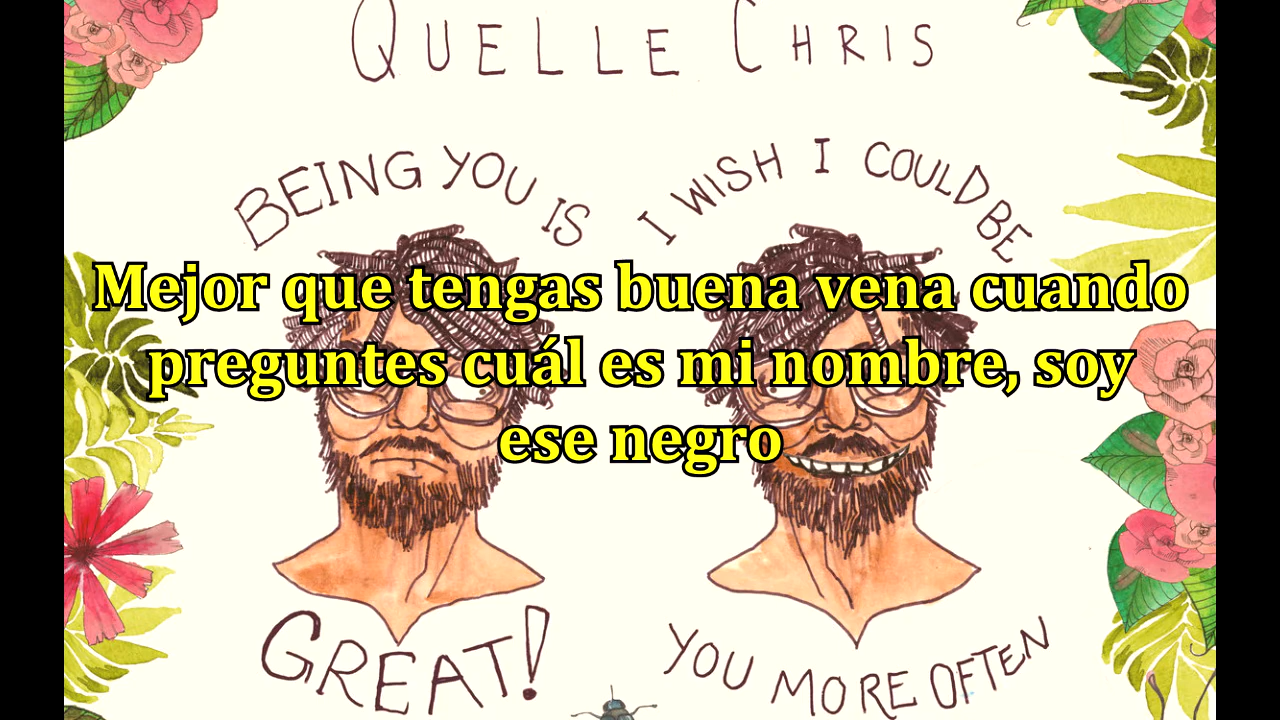 QUELLE CHRIS
BEING YOU IS
I WISH I COULD BE
Mejor que tengas buena vena cuando
preguntes cuál es mi nombre, soy
ese negro
GREAT!
YOU MORE OFTEN